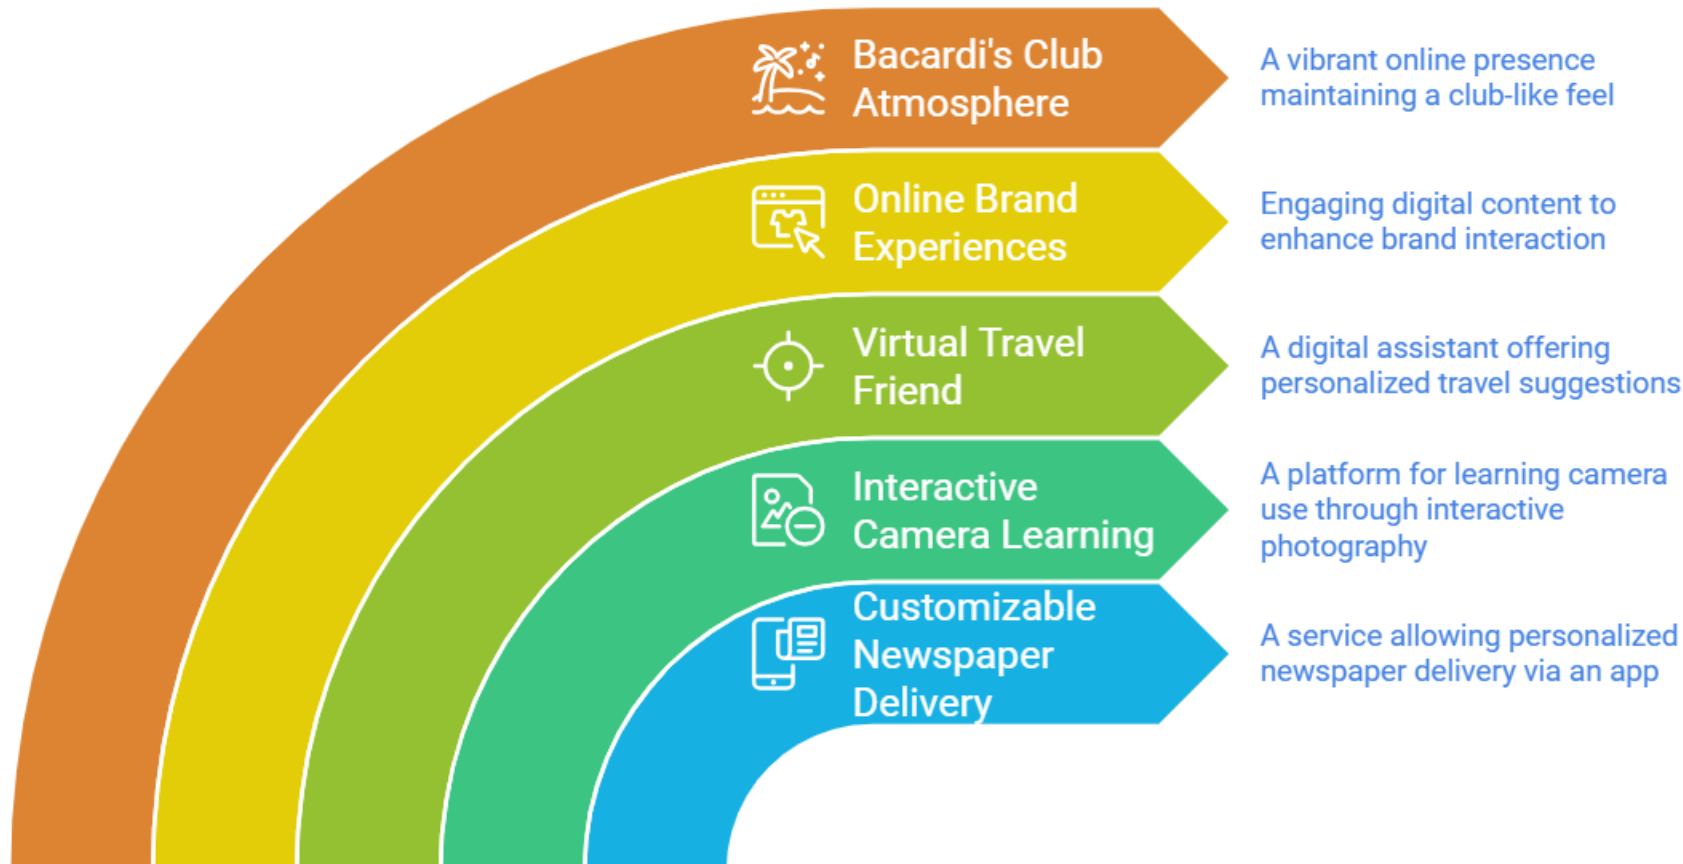 Bacardi's Club
Atmosphere
A vibrant online presence
maintaining a club-like feel
Online Brand
Experiences
Engaging digital content to
enhance brand interaction
Virtual Travel
Friend
A digital assistant offering
personalized travel suggestions
Interactive
Camera Learning
A platform for learning camera
use through interactive
photography
Customizable
Newspaper
Delivery
A service allowing personalized
newspaper delivery via an app